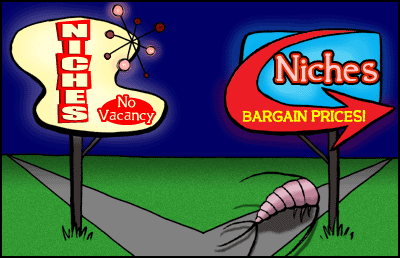 NICHES
No
Vacancy
Niches
BARGAIN PRICES!